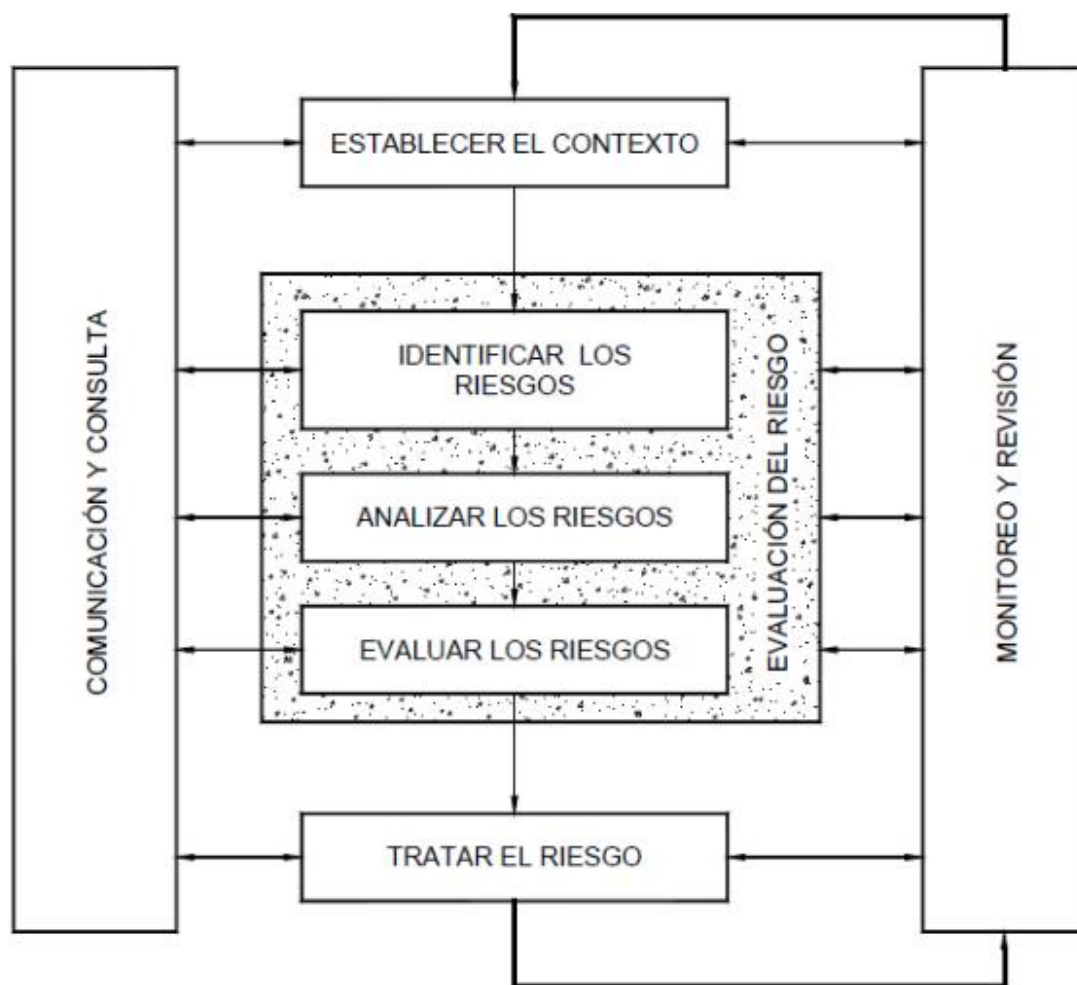 ESTABLECER EL CONTEXTO
COMUNICACIÓN Y CONSULTA
IDENTIFICAR LOS
RIESGOS
ANALIZAR LOS RIESGOS
EVALUAR LOS RIESGOS
EVALUACIÓN DEL RIESGO
MONITOREO Y REVISIÓN
TRATAR EL RIESGO